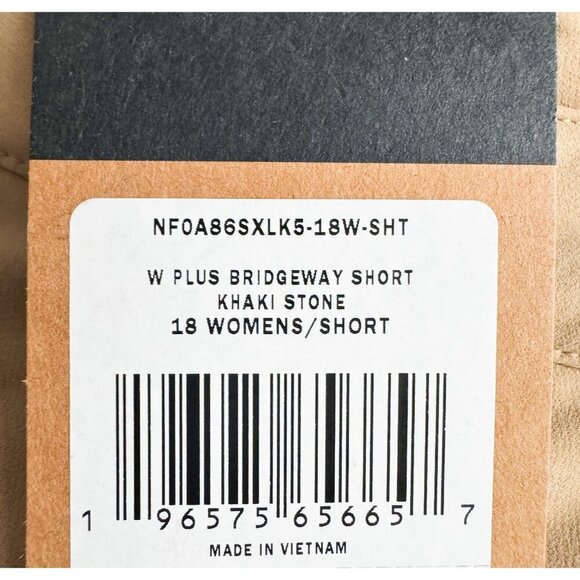 NF0A86SXLK5-18W-SHT
W PLUS BRIDGEWAY SHORT
KHAKI STONE
18 WOMENS/SHORT
1 96575 65665 7
MADE IN VIETNAM